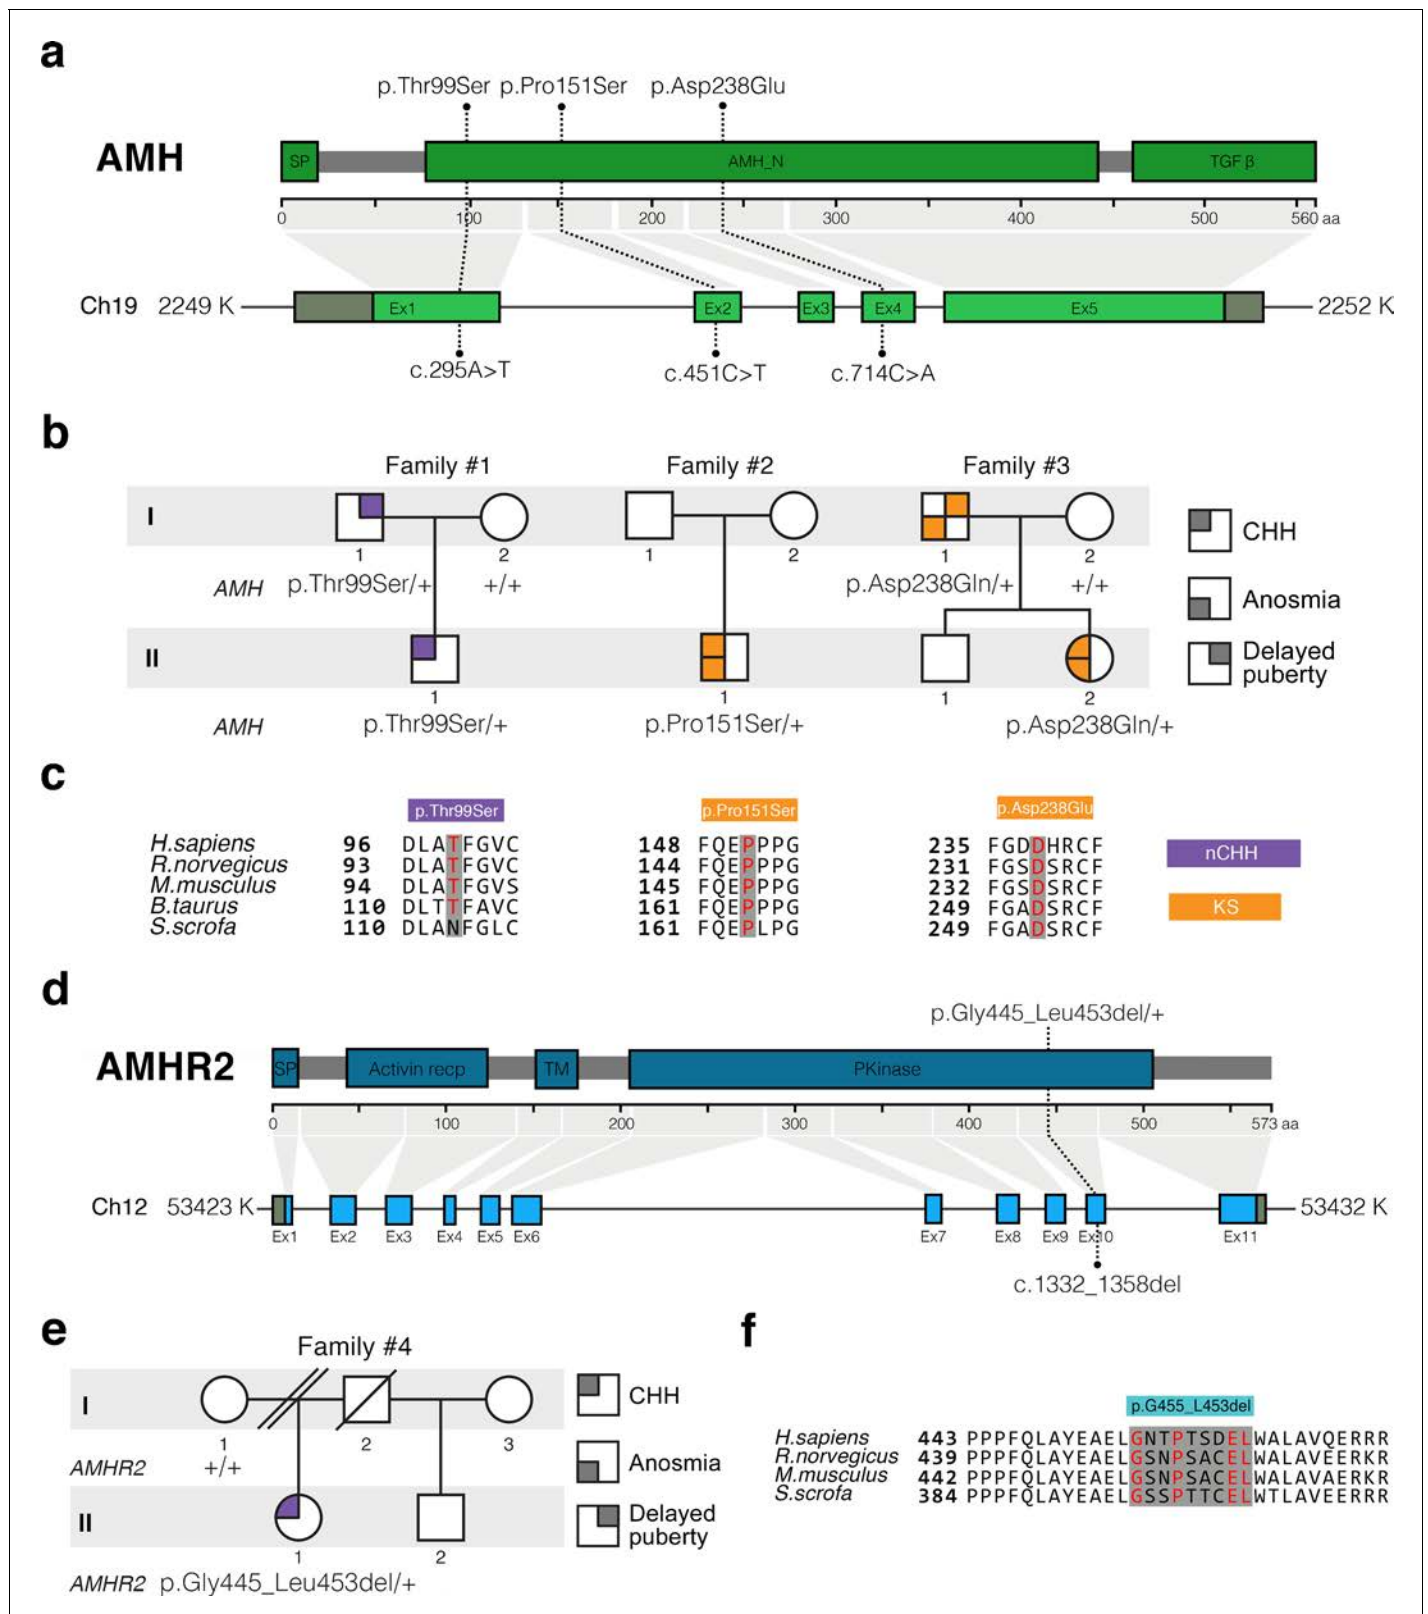 a
p.Thr99Ser p.Pro151Ser p.Asp238Glu
AMH
SP AMH_N TGF β
0 100 200 300 400 500 560 aa
Ch19 2249 K Ex1 Ex2 Ex3 Ex4 Ex5 2252 K
c.295A>T c.451C>T c.714C>A
b
Family #1 Family #2 Family #3
I
1 2 1 2 1 2
AMH p.Thr99Ser/+ +/+ p.Asp238Gln/+ +/+
CHH
Anosmia
Delayed
puberty
II
1 1 1 2
AMH p.Thr99Ser/+ p.Pro151Ser/+ p.Asp238Gln/+
c
p.Thr99Ser p.Pro151Ser p.Asp238Glu
H.sapiens 96 DLATFGVC 148 FQEPPPG 235 FGDDHRCF
R.norvegicus 93 DLATFGVC 144 FQEPPPG 231 FGSDSRCF
M.musculus 94 DLATFGVS 145 FQEPPPG 232 FGSDSRCF
B.taurus 110 DLTTFAVC 161 FQEPPPG 249 FGADSRCF
S.scrofa 110 DLANFGLC 161 FQEPLPG 249 FGADSRCF
nCHH
KS
d
p.Gly445_Leu453del/+
AMHR2
SP Activin recp TM PKinase
0 100 200 300 400 500 573 aa
Ch12 53423 K 53432 K
Ex1 Ex2 Ex3 Ex4 Ex5 Ex6 Ex7 Ex8 Ex9 Ex10 Ex11
c.1332_1358del
e
Family #4
I
1 2 3
AMHR2 +/+
II
1 2
AMHR2 p.Gly445_Leu453del/+
CHH
Anosmia
Delayed
puberty
f
p.G455_L453del
H.sapiens 443 PPPFQLAYEAELGNTPTSDELWALAVQERRR
R.norvegicus 439 PPPFQLAYEAELGSNPSACELWALAVEERKR
M.musculus 442 PPPFQLAYEAELGSNPSACELWALAVAERKR
S.scrofa 384 PPPFQLAYEAELGSSPTTCELWTLAVEERRR